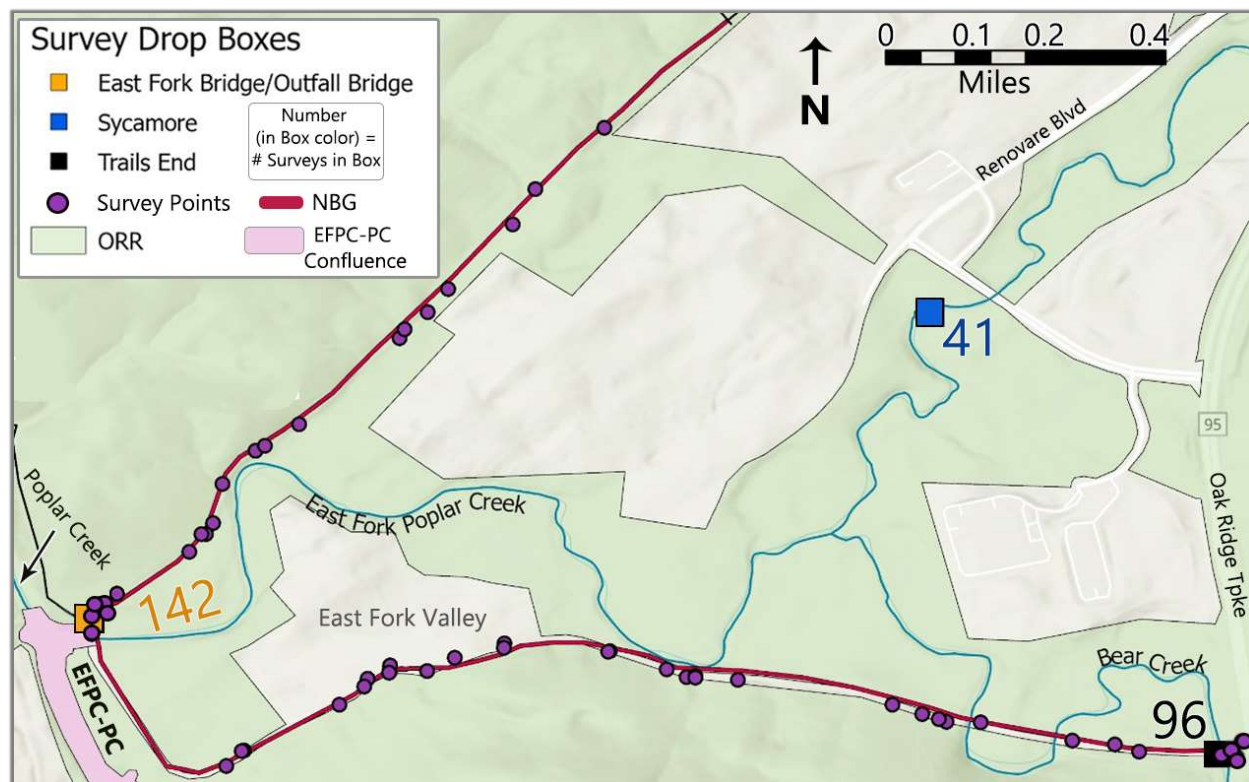 Survey Drop Boxes
East Fork Bridge/Outfall Bridge
Sycamore
Trails End
Number
(in Box color) =
# Surveys in Box
Survey Points
NBG
ORR
EFPC-PC
Confluence
0 0.1 0.2 0.4
Miles
N
Renovare Blvd
41
95
Oak Ridge Tpke
Poplar Creek
East Fork Poplar Creek
142
East Fork Valley
EFPC-PC
Bear Creek
96